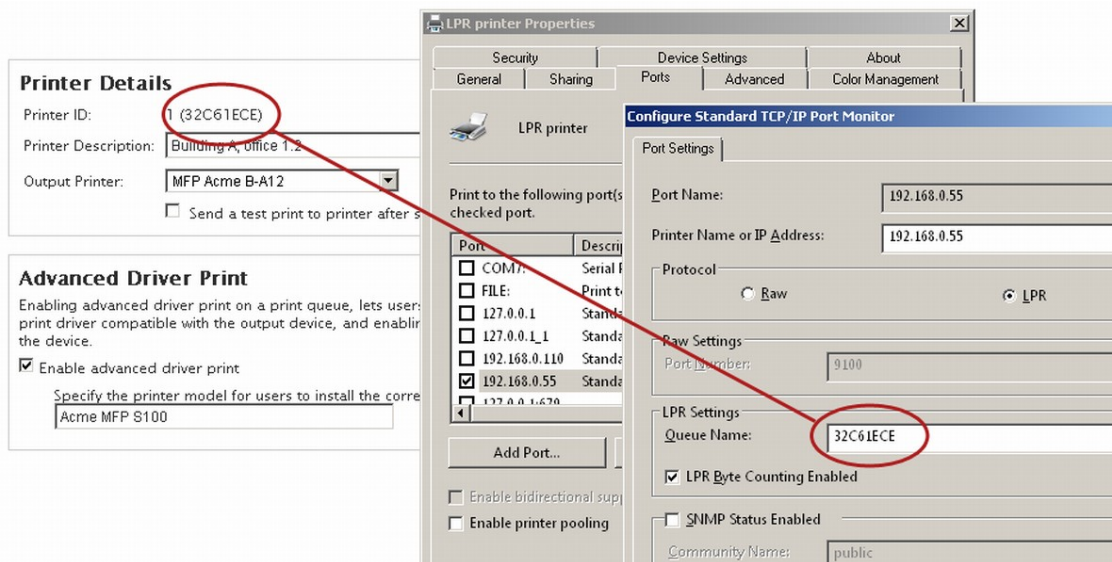 Printer Details
Printer ID: 1 (32C61ECE)
Printer Description: Building A, office 1.2
Output Printer: MFP Acme B-A12
Send a test print to printer after
Advanced Driver Print
Enabling advanced driver print on a print queue, lets user
print driver compatible with the output device, and enablin
the device.
Enable advanced driver print
Specify the printer model for users to install the corre
Acme MFP S100
LPR printer Properties
Security Device Settings About
General Sharing Ports Advanced Color Management
LPR printer
Print to the following port(s
checked port.
Port Descrip
COM7: Serial
FILE: Print t
127.0.0.1 Standa
127.0.0.1_1 Standa
192.168.0.110 Standa
192.168.0.55 Standa
127.0.0.1:679
Add Port...
Enable bidirectional supp
Enable printer pooling
Configure Standard TCP/IP Port Monitor
Port Settings
Port Name: 192.168.0.55
Printer Name or IP Address: 192.168.0.55
Protocol
Raw LPR
Raw Settings
Port Number: 9100
LPR Settings
Queue Name: 32C61ECE
LPR Byte Counting Enabled
SNMP Status Enabled
Community Name: public